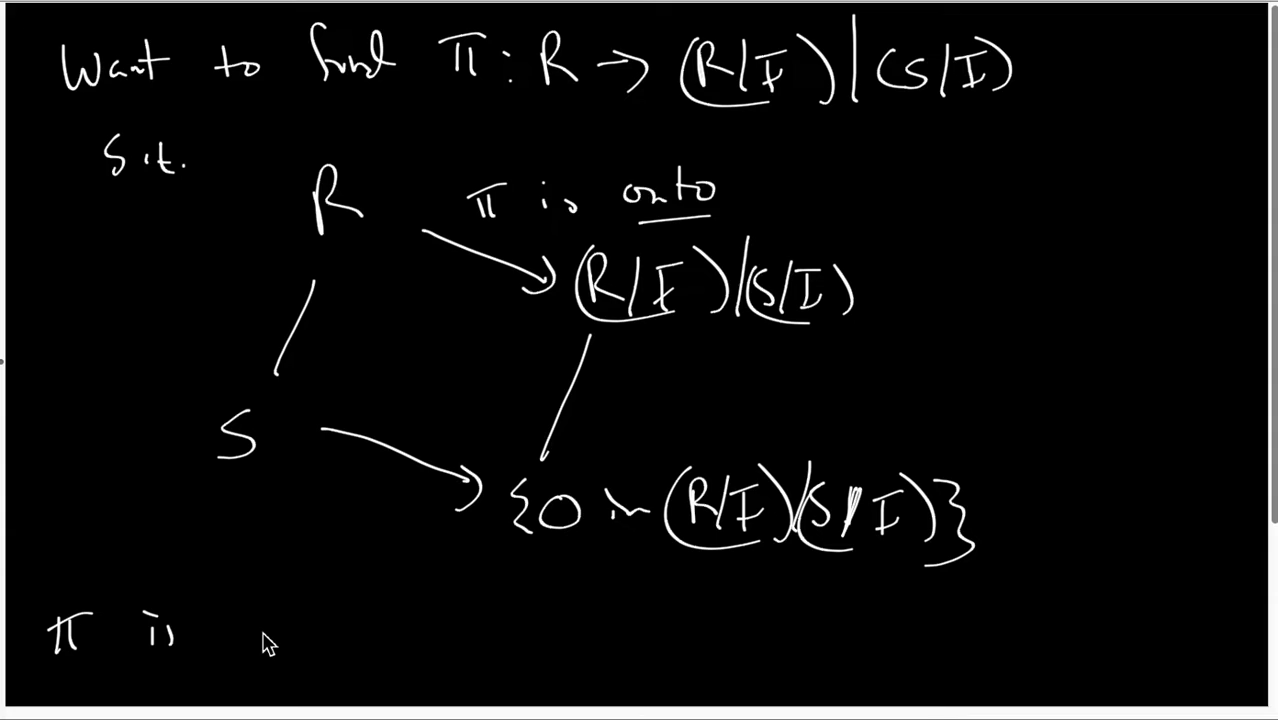 Want to find π : R → (R/I)/(S/I)
S.t.
R π is onto
(R/I)/(S/I)
S
{0 in (R/I)/(S/I)}
π is